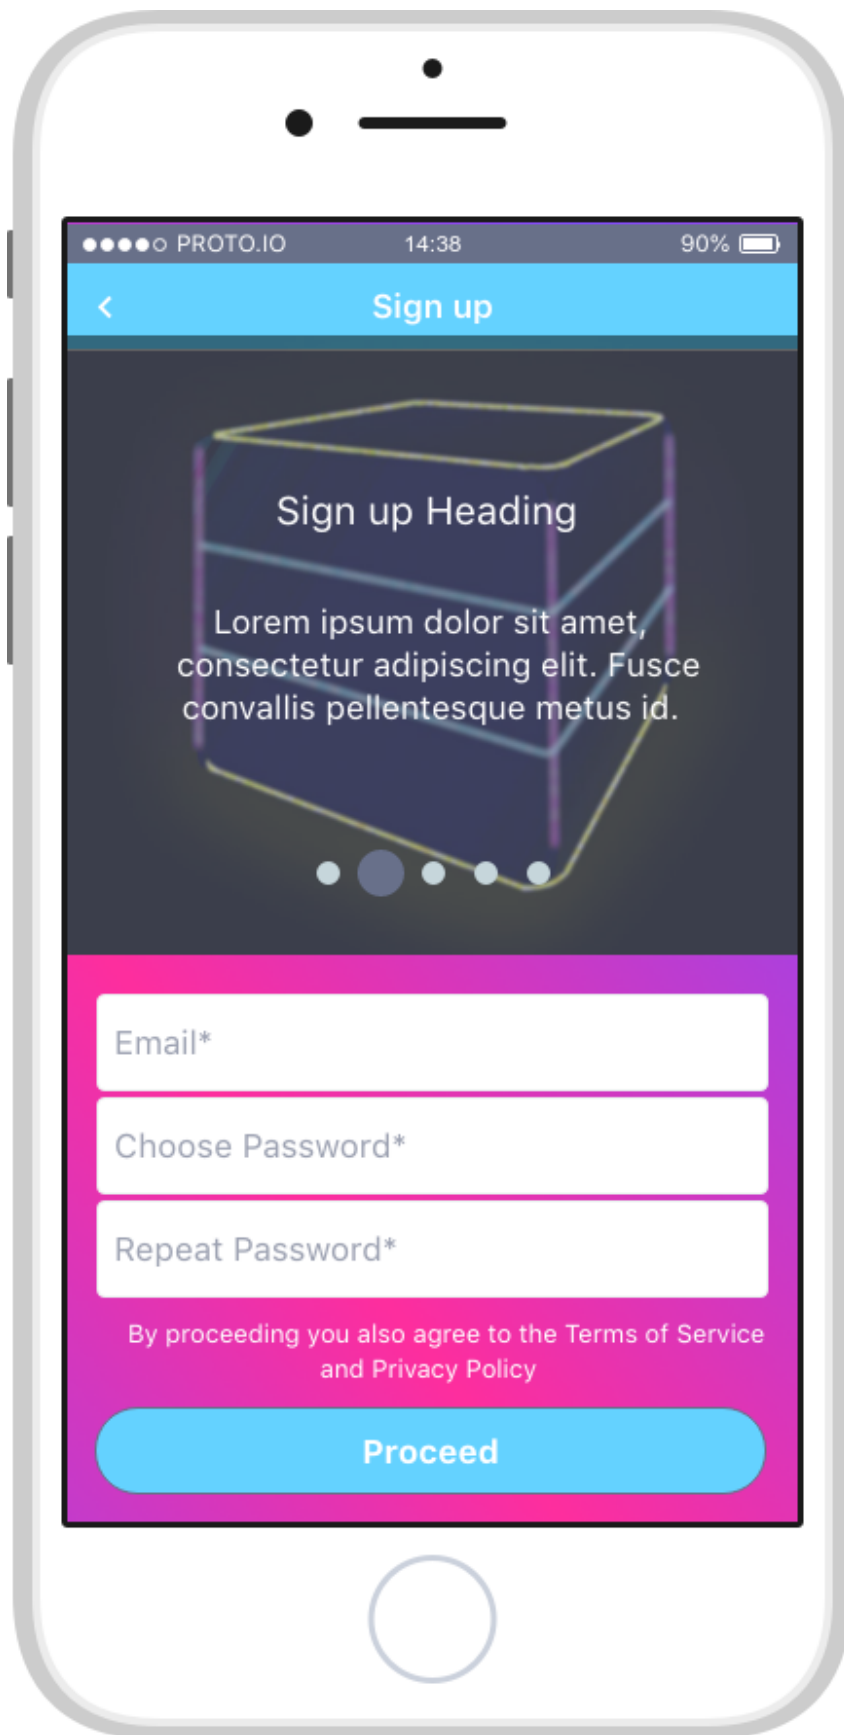 PROTO.IO 14:38 90%
Sign up
Sign up Heading
Lorem ipsum dolor sit amet,
consectetur adipiscing elit. Fusce
convallis pellentesque metus id.
Email*
Choose Password*
Repeat Password*
By proceeding you also agree to the Terms of Service
and Privacy Policy
Proceed